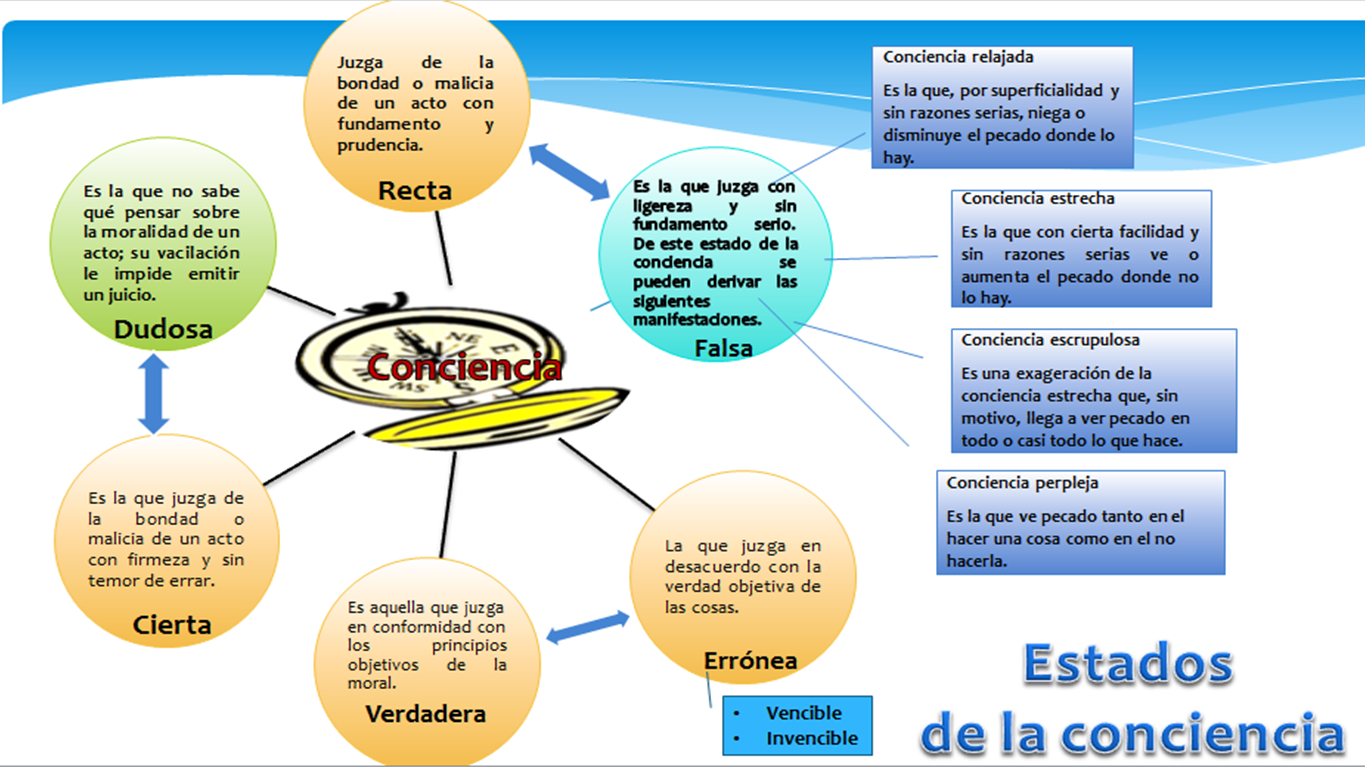 Juzga de la
bondad o malicia
de un acto con
fundamento y
prudencia.
Recta
Es la que no sabe
qué pensar sobre
la moralidad de un
acto; su vacilación
le impide emitir
un juicio.
Dudosa
Es la que juzga con
ligereza y sin
fundamento serio.
De este estado de la
conciencia se
pueden derivar las
siguientes
manifestaciones.
Falsa
Conciencia relajada
Es la que, por superficialidad y
sin razones serias, niega o
disminuye el pecado donde lo
hay.
Conciencia estrecha
Es la que con cierta facilidad y
sin razones serias ve o
aumenta el pecado donde no
lo hay.
Conciencia escrupulosa
Es una exageración de la
conciencia estrecha que, sin
motivo, llega a ver pecado en
todo o casi todo lo que hace.
Conciencia perpleja
Es la que ve pecado tanto en el
hacer una cosa como en el no
hacerla.
NE
E
S
SW
Conciencia
Es la que juzga de
la bondad o
malicia de un acto
con firmeza y sin
temor de errar.
Cierta
Es aquella que juzga
en conformidad con
los principios
objetivos de la
moral.
Verdadera
La que juzga en
desacuerdo con la
verdad objetiva de
las cosas.
Errónea
• Vencible
• Invencible
Estados
de la conciencia